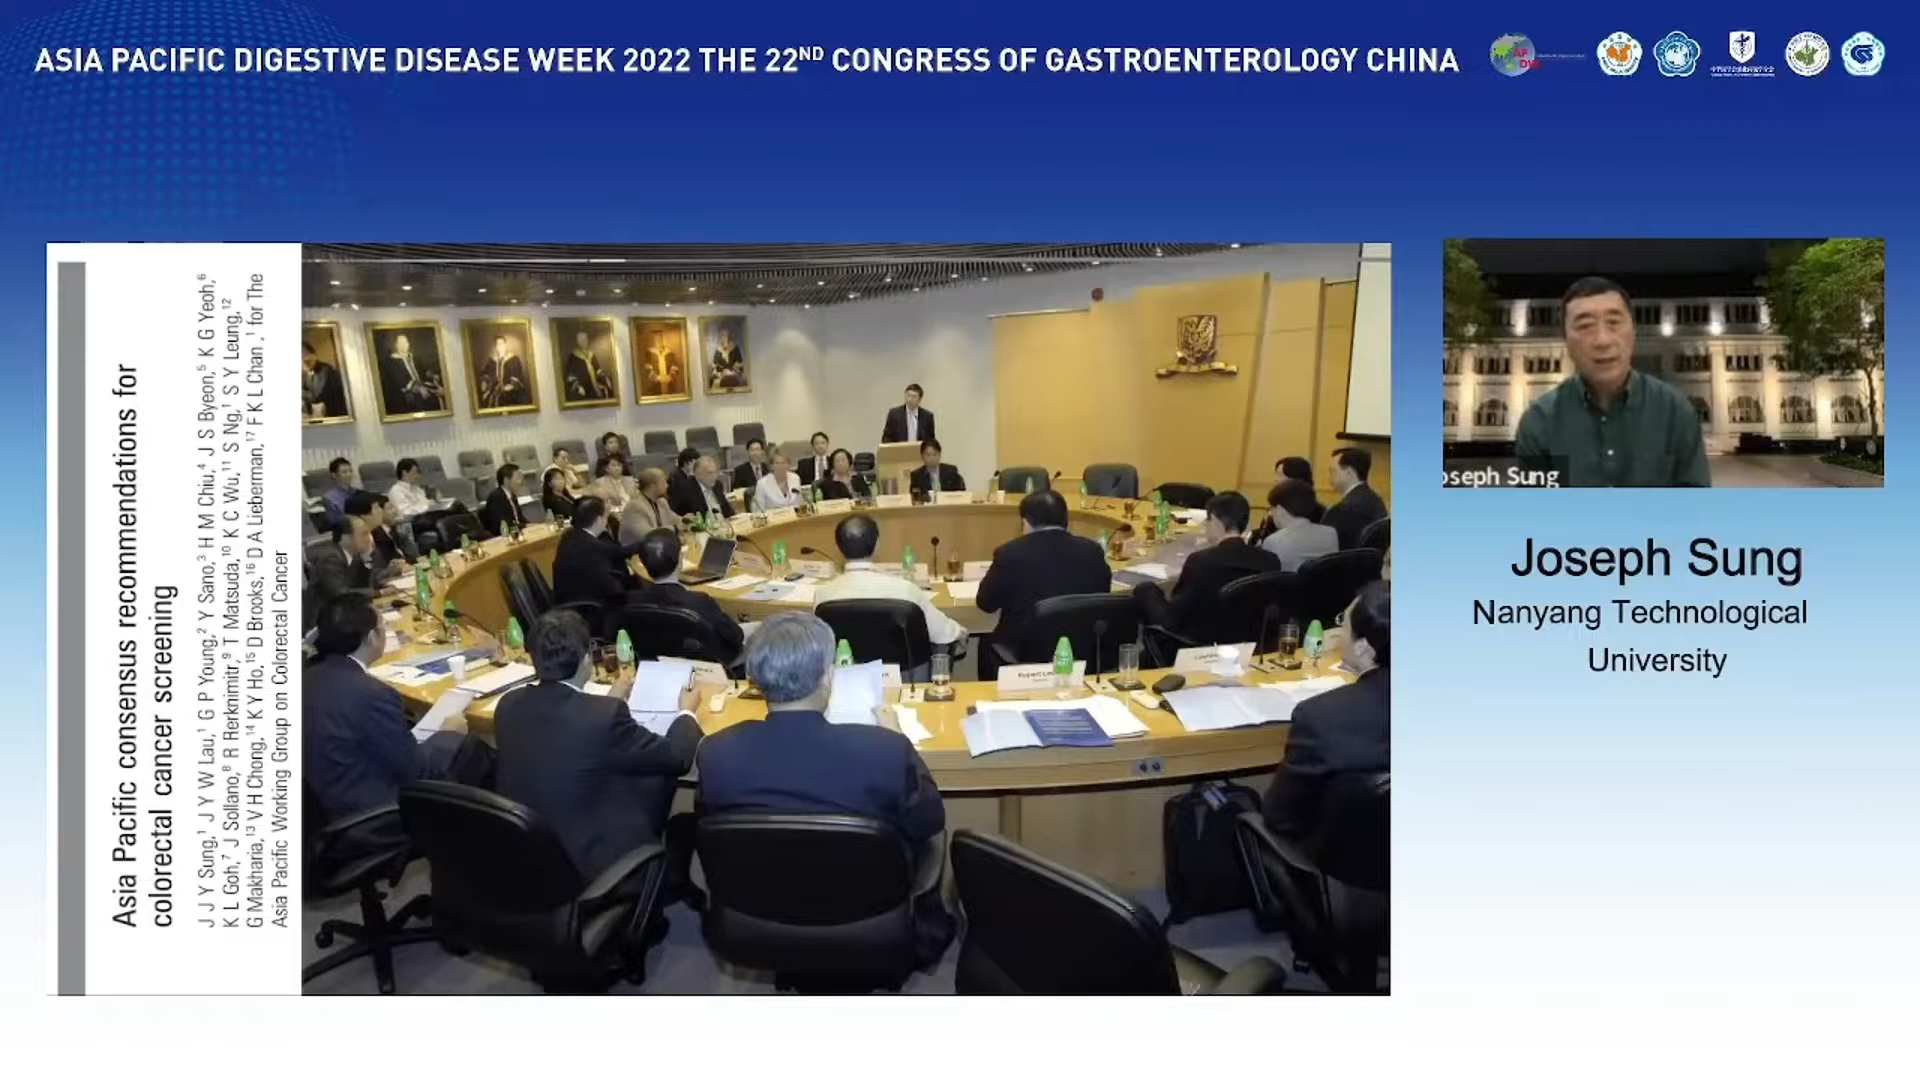 ASIA PACIFIC DIGESTIVE DISEASE WEEK 2022 THE 22ND CONGRESS OF GASTROENTEROLOGY CHINA
Asia Pacific consensus recommendations for
colorectal cancer screening
J J Y Sung,1 J Y W Lau,1 G P Young,2 Y Sano,3 H M Chiu,4 J S Byeon,5 K G Yeoh,6
K L Goh,7 J Sollano,8 R Rerknimitr,9 T Matsuda,10 K C Wu,11 S Ng,1 S Y Leung,12
G Makharia,13 V H Chong,14 K Y Ho,15 D Brooks,16 D A Lieberman,17 F K L Chan,1 for The
Asia Pacific Working Group on Colorectal Cancer
oseph Sung
Joseph Sung
Nanyang Technological
University